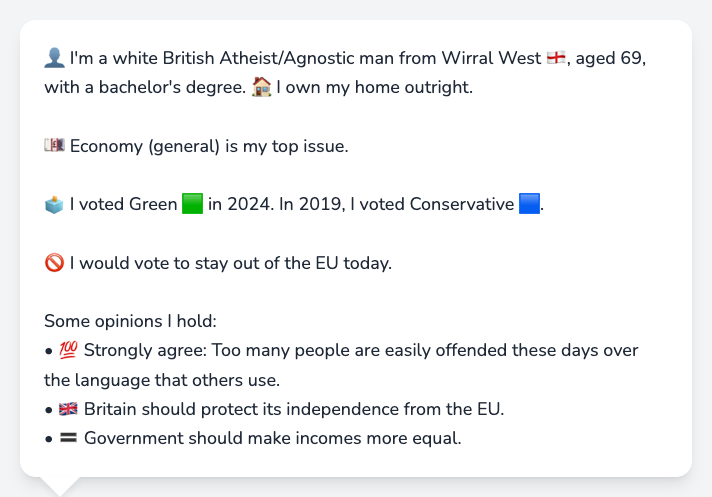 👤 I'm a white British Atheist/Agnostic man from Wirral West 🏴󠁧󠁢󠁥󠁮󠁧󠁿, aged 69,
with a bachelor's degree. 🏠 I own my home outright.
💷 Economy (general) is my top issue.
🗳️ I voted Green 🟩 in 2024. In 2019, I voted Conservative 🟦.
🚫 I would vote to stay out of the EU today.
Some opinions I hold:
• 💯 Strongly agree: Too many people are easily offended these days over
the language that others use.
• 🇬🇧 Britain should protect its independence from the EU.
• 🟰 Government should make incomes more equal.